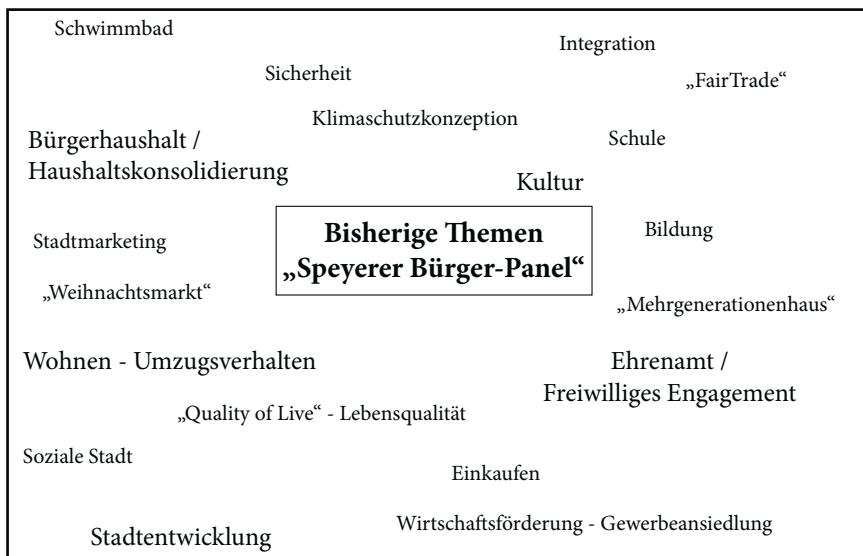 Schwimmbad
Integration
Sicherheit
„FairTrade“
Klimaschutzkonzeption
Bürgerhaushalt /
Haushaltskonsolidierung
Schule
Kultur
Bisherige Themen
„Speyerer Bürger-Panel“
Stadtmarketing
Bildung
„Weihnachtsmarkt“
„Mehrgenerationenhaus“
Wohnen - Umzugsverhalten
Ehrenamt /
Freiwilliges Engagement
„Quality of Live“ - Lebensqualität
Soziale Stadt
Einkaufen
Wirtschaftsförderung - Gewerbeansiedlung
Stadtentwicklung